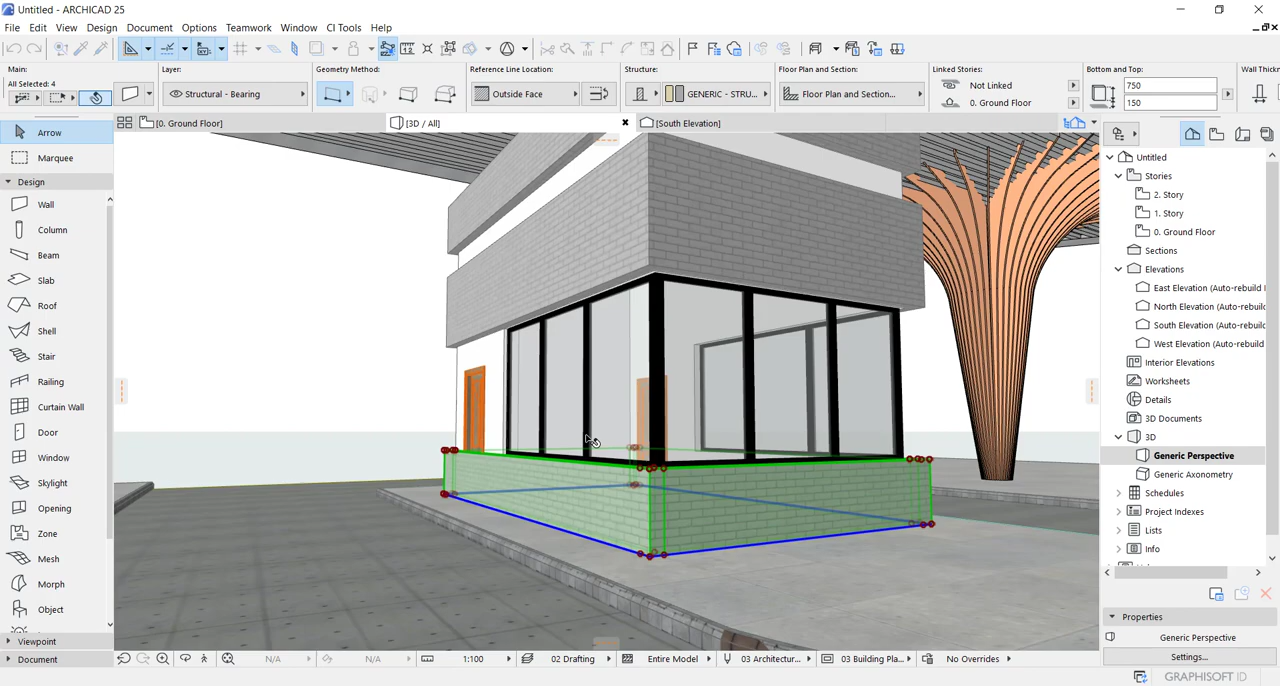 Untitled - ARCHICAD 25
File Edit View Design Document Options Teamwork Window CI Tools Help
Main:
All Selected: 4
Layer:
Structural - Bearing
Geometry Method:
Reference Line Location:
Outside Face
Structure:
GENERIC - STRU...
Floor Plan and Section:
Floor Plan and Section...
Linked Stories:
Not Linked
0. Ground Floor
Bottom and Top:
750
150
Wall Thickn
[0. Ground Floor]
[3D / All]
[South Elevation]
Arrow
Marquee
Design
Wall
Column
Beam
Slab
Roof
Shell
Stair
Railing
Curtain Wall
Door
Window
Skylight
Opening
Zone
Mesh
Morph
Object
Viewpoint
Document
Untitled
Stories
2. Story
1. Story
0. Ground Floor
Sections
Elevations
East Elevation (Auto-rebuild
North Elevation (Auto-rebuild
South Elevation (Auto-rebuild
West Elevation (Auto-rebuild
Interior Elevations
Worksheets
Details
3D Documents
3D
Generic Perspective
Generic Axonometry
Schedules
Project Indexes
Lists
Info
Properties
Generic Perspective
Settings...
N/A
N/A
1:100
02 Drafting
Entire Model
03 Architectur...
03 Building Pla...
No Overrides
GRAPHISOFT ID